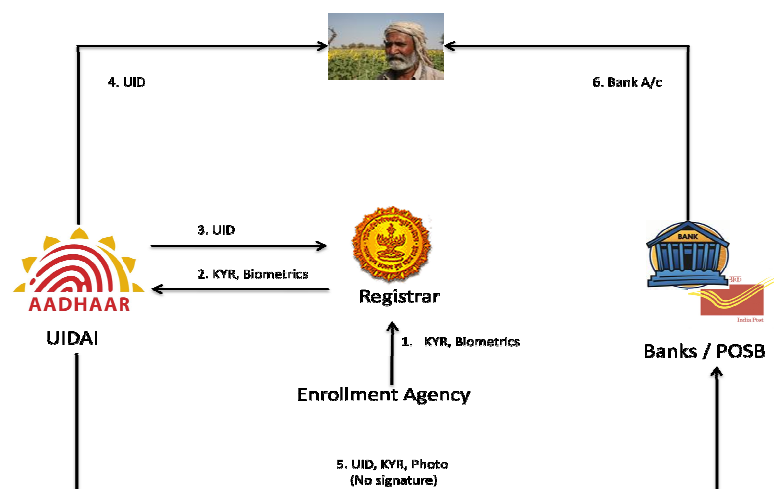 4. UID
6. Bank A/c
3. UID
2. KYR, Biometrics
BANK
AADHAAR
Registrar
India Post
UIDAI
1. KYR, Biometrics
Banks / POSB
Enrollment Agency
5. UID, KYR, Photo
(No signature)